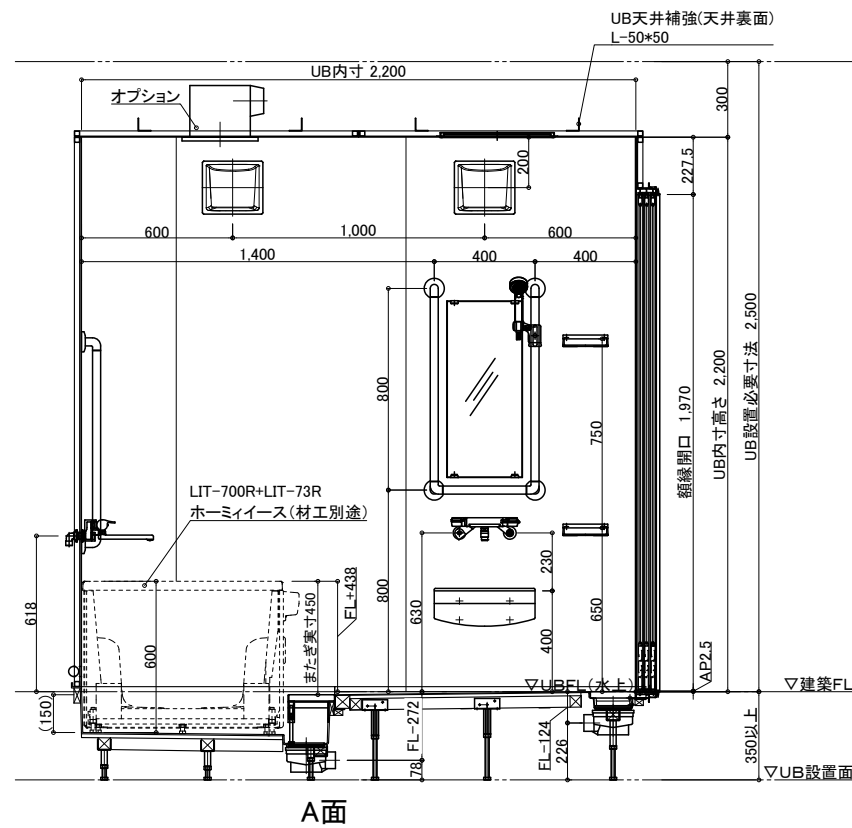 UB天井補強(天井裏面)
L-50*50
UB内寸 2,200
オプション
300
200
227.5
600
1,000
600
1,400
400
400
800
750
額縁開口 1,970
UB内寸高さ 2,200
UB設置必要寸法 2,500
LIT-700R+LIT-73R
ホーミィイース(材工別途)
618
600
またぎ実寸450
FL+438
800
630
230
400
650
AP2.5
▽UBFL(水上)
▽建築FL
(150)
FL-272
78
FL-124
226
350以上
▽UB設置面
A面